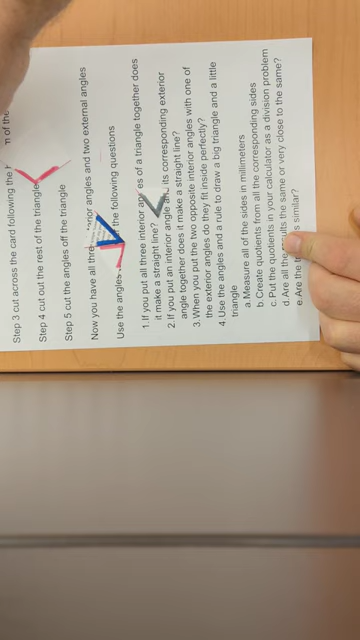 m of the
Step 3 cut across the card following the
Step 4 cut out the rest of the triangle
Step 5 cut the angles off the triangle
Now you have all three angles and two external angles
Use the angles the following questions
1. If you put all three interior angles of a triangle together does
it make a straight line?
2. If you put an interior angle and its corresponding exterior
angle together does it make a straight line?
3. When you put the two opposite interior angles with one of
the exterior angles do they fit inside perfectly?
4. Use the angles and a rule to draw a big triangle and a little
triangle
a. Measure all of the sides in millimeters
b. Create quotients from all the corresponding sides
c. Put the quotients in your calculator as a division problem
d. Are all the results the same or very close to the same?
e. Are the similar?